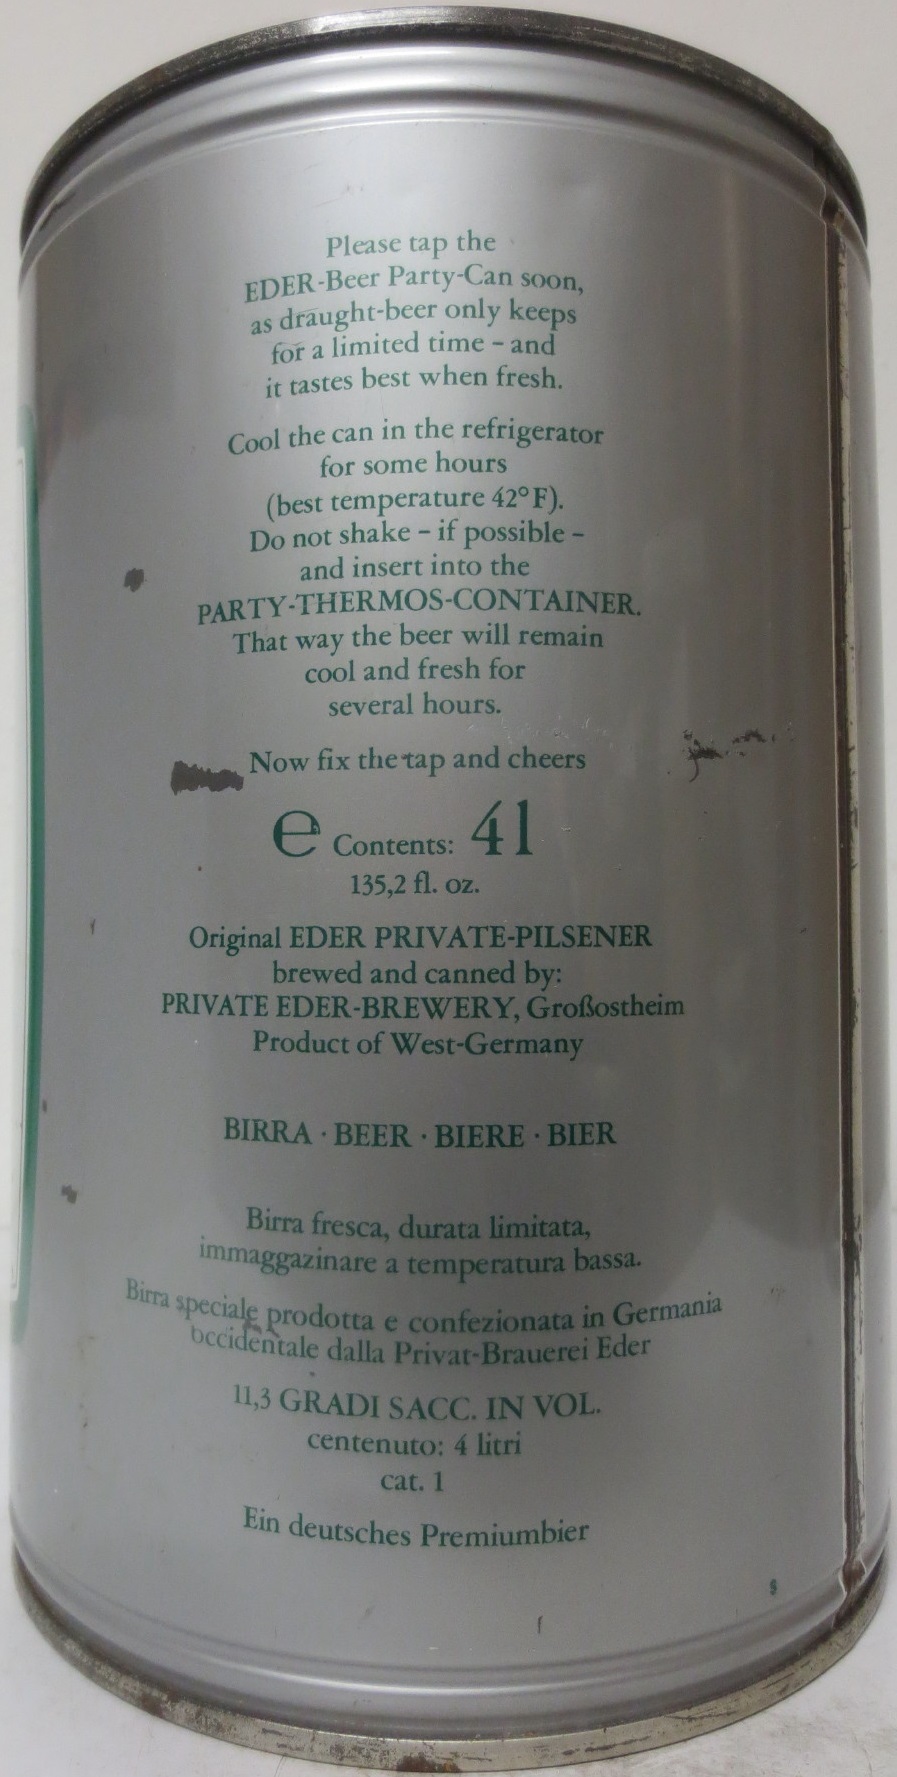 Please tap the
EDER-Beer Party-Can soon,
as draught-beer only keeps
for a limited time – and
it tastes best when fresh.
Cool the can in the refrigerator
for some hours
(best temperature 42°F).
Do not shake – if possible –
and insert into the
PARTY-THERMOS-CONTAINER.
That way the beer will remain
cool and fresh for
several hours.
Now fix the tap and cheers
℮ Contents: 4l
135,2 fl. oz.
Original EDER PRIVATE-PILSENER
brewed and canned by:
PRIVATE EDER-BREWERY, Großostheim
Product of West-Germany
BIRRA · BEER · BIERE · BIER
Birra fresca, durata limitata,
immaggazinare a temperatura bassa.
Birra speciale prodotta e confezionata in Germania
occidentale dalla Privat-Brauerei Eder
11,3 GRADI SACC. IN VOL.
centenuto: 4 litri
cat. 1
Ein deutsches Premiumbier